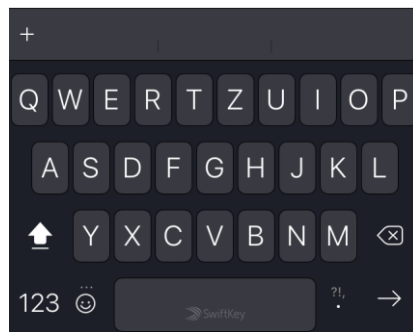 +
Q W E R T Z U I O P
A S D F G H J K L
Y X C V B N M
123 SwiftKey ?!, .